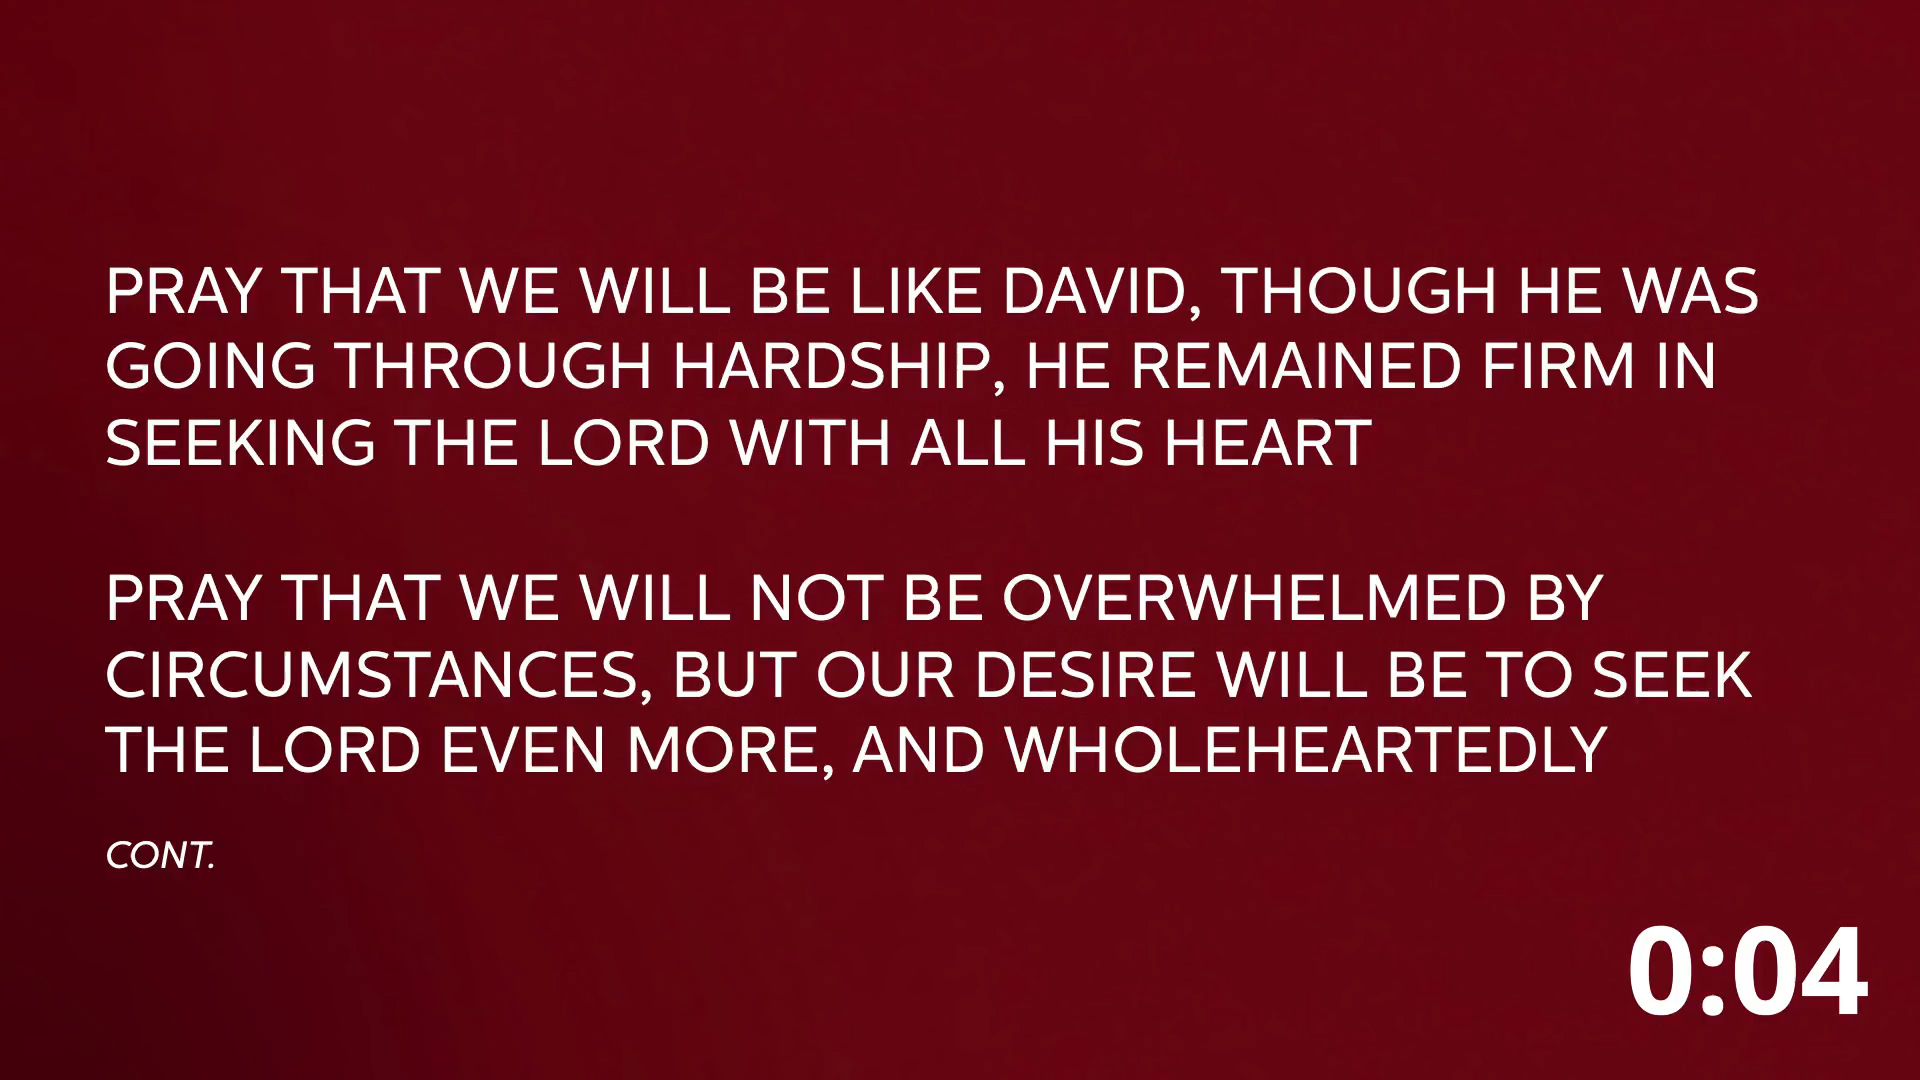 PRAY THAT WE WILL BE LIKE DAVID, THOUGH HE WAS
GOING THROUGH HARDSHIP, HE REMAINED FIRM IN
SEEKING THE LORD WITH ALL HIS HEART
PRAY THAT WE WILL NOT BE OVERWHELMED BY
CIRCUMSTANCES, BUT OUR DESIRE WILL BE TO SEEK
THE LORD EVEN MORE, AND WHOLEHEARTEDLY
CONT.
0:04